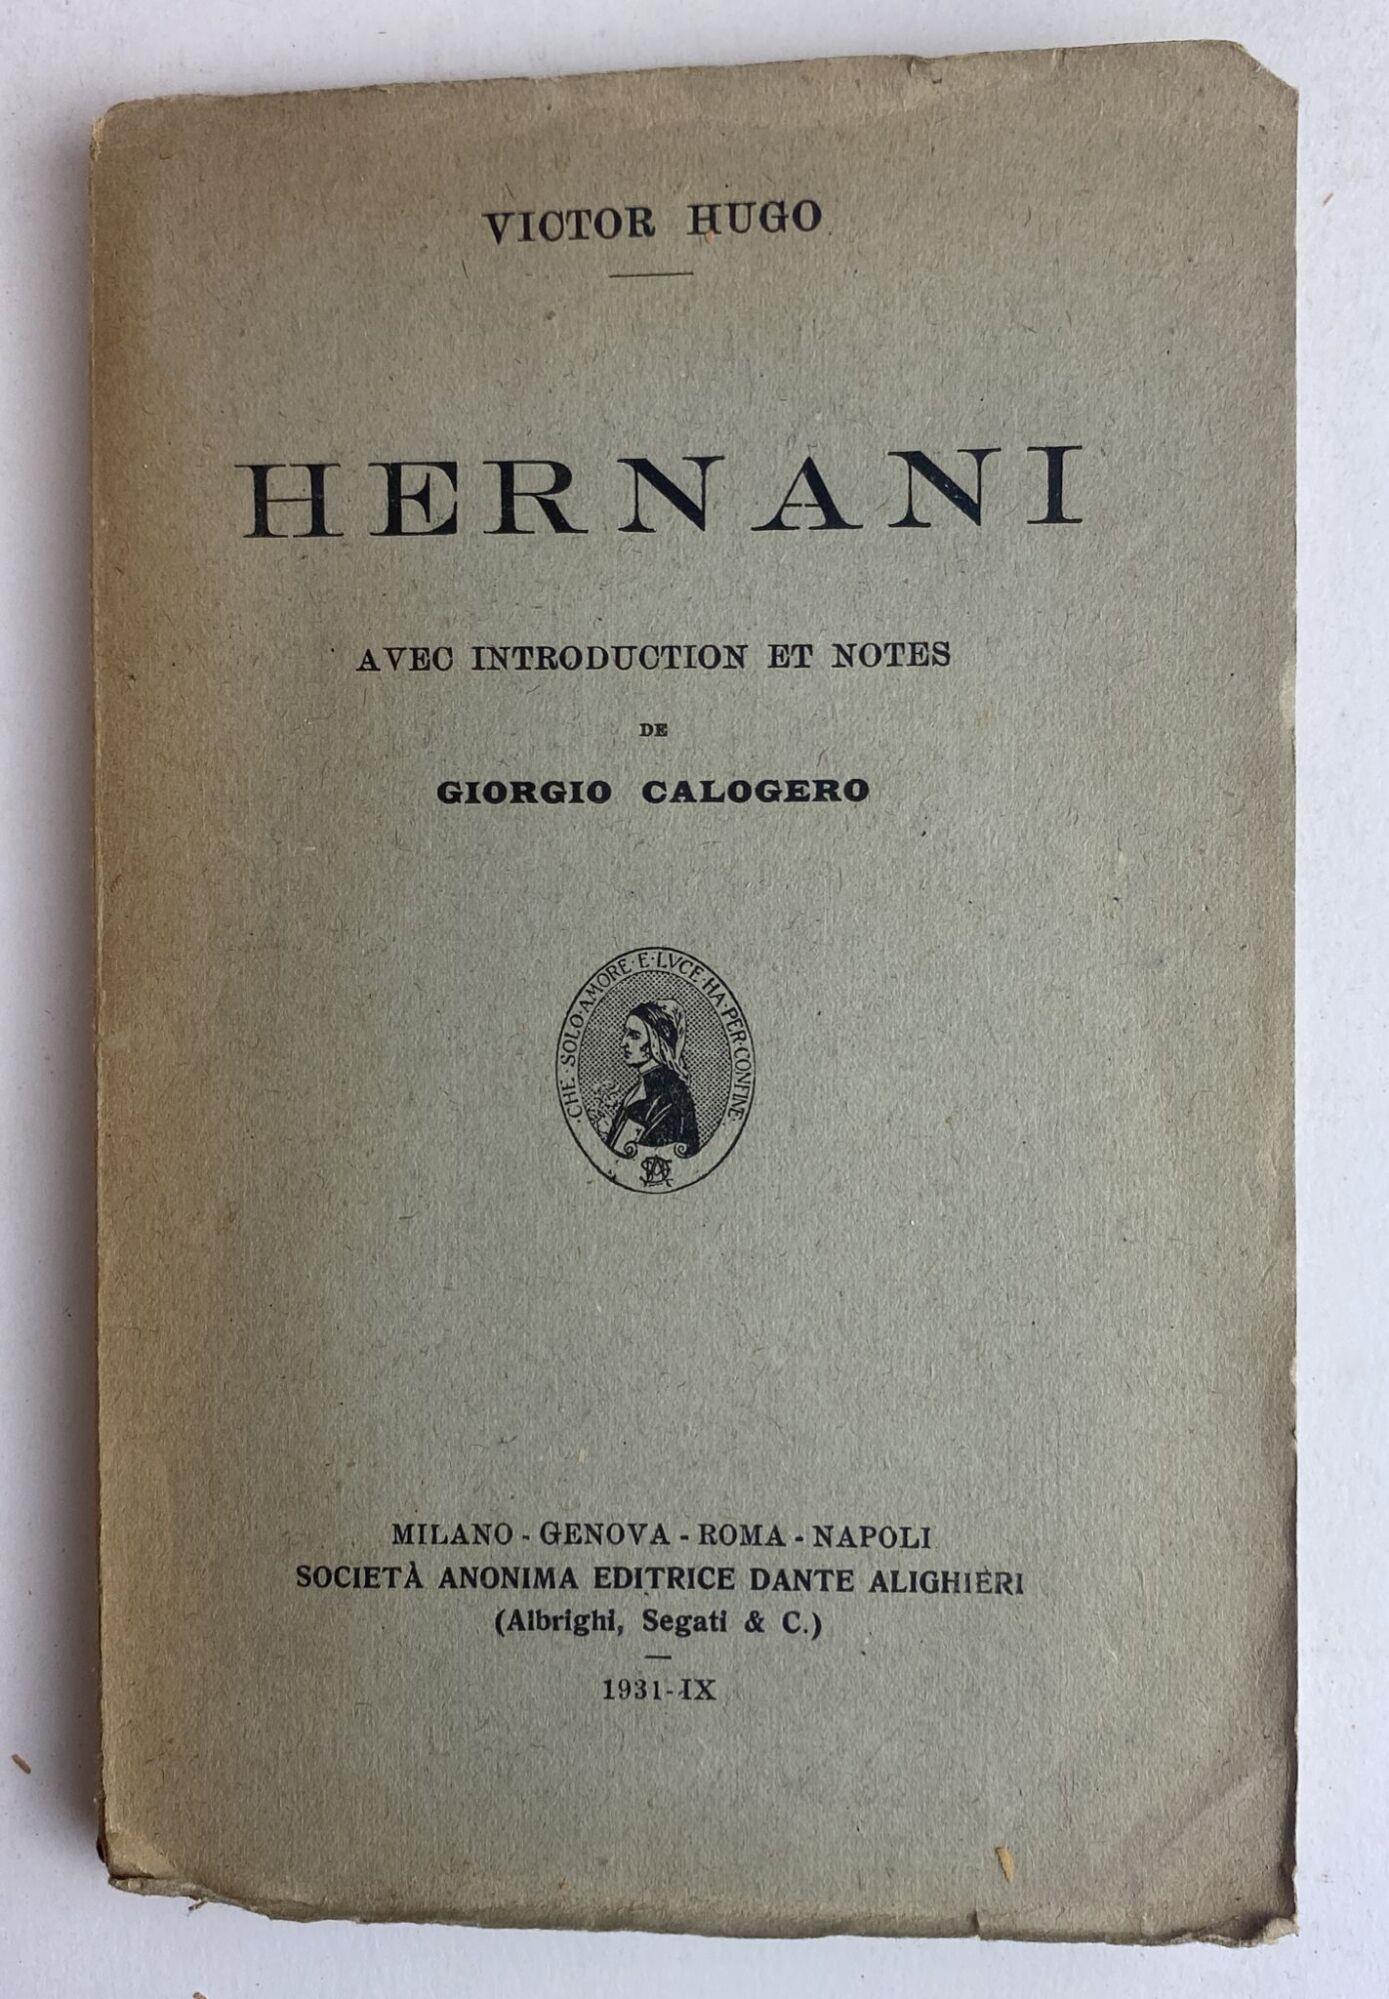 VICTOR HUGO
HERNANI
AVEC INTRODUCTION ET NOTES
DE
GIORGIO CALOGERO
· CHE · SOLO · AMORE · E · LVCE · HA · PER · CONFINE ·
MILANO - GENOVA - ROMA - NAPOLI
SOCIETÀ ANONIMA EDITRICE DANTE ALIGHIERI
(Albrighi, Segati & C.)
1931-IX